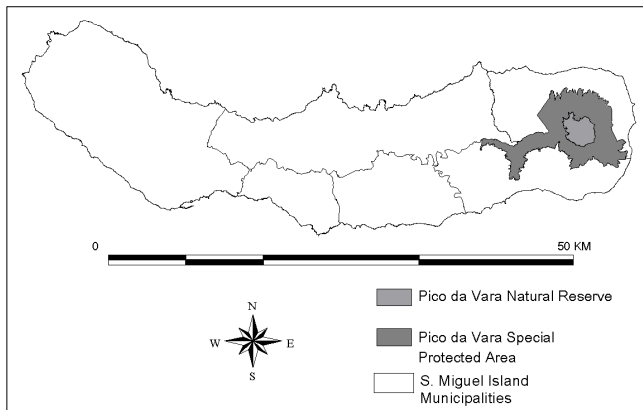 0 50 KM
N
W E
S
Pico da Vara Natural Reserve
Pico da Vara Special
Protected Area
S. Miguel Island
Municipalities